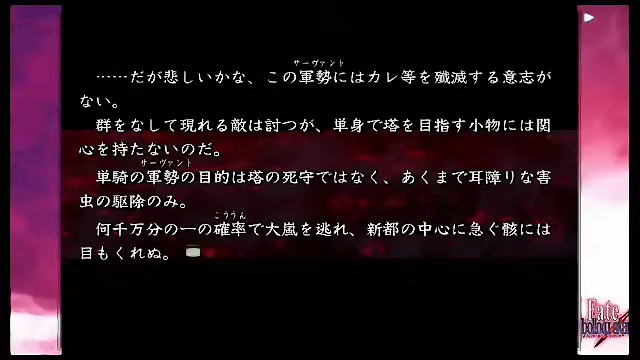 サーヴァント
……だが悲しいかな、この軍勢にはカレ等を殲滅する意志が
ない。
群をなして現れる敵は討つが、単身で塔を目指す小物には関
心を持たないのだ。
サーヴァント
単騎の軍勢の目的は塔の死守ではなく、あくまで耳障りな害
虫の駆除のみ。
こううん
何千万分の一の確率で大嵐を逃れ、新都の中心に急ぐ骸には
目もくれぬ。
Fate
hollow ataraxia